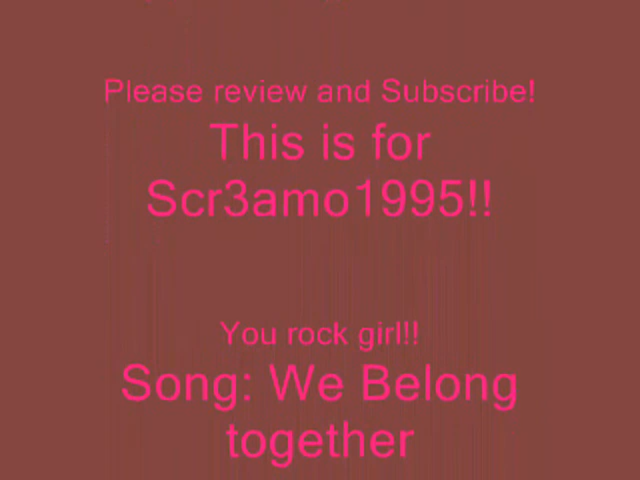 Please review and Subscribe!
This is for
Scr3amo1995!!
You rock girl!!
Song: We Belong
together